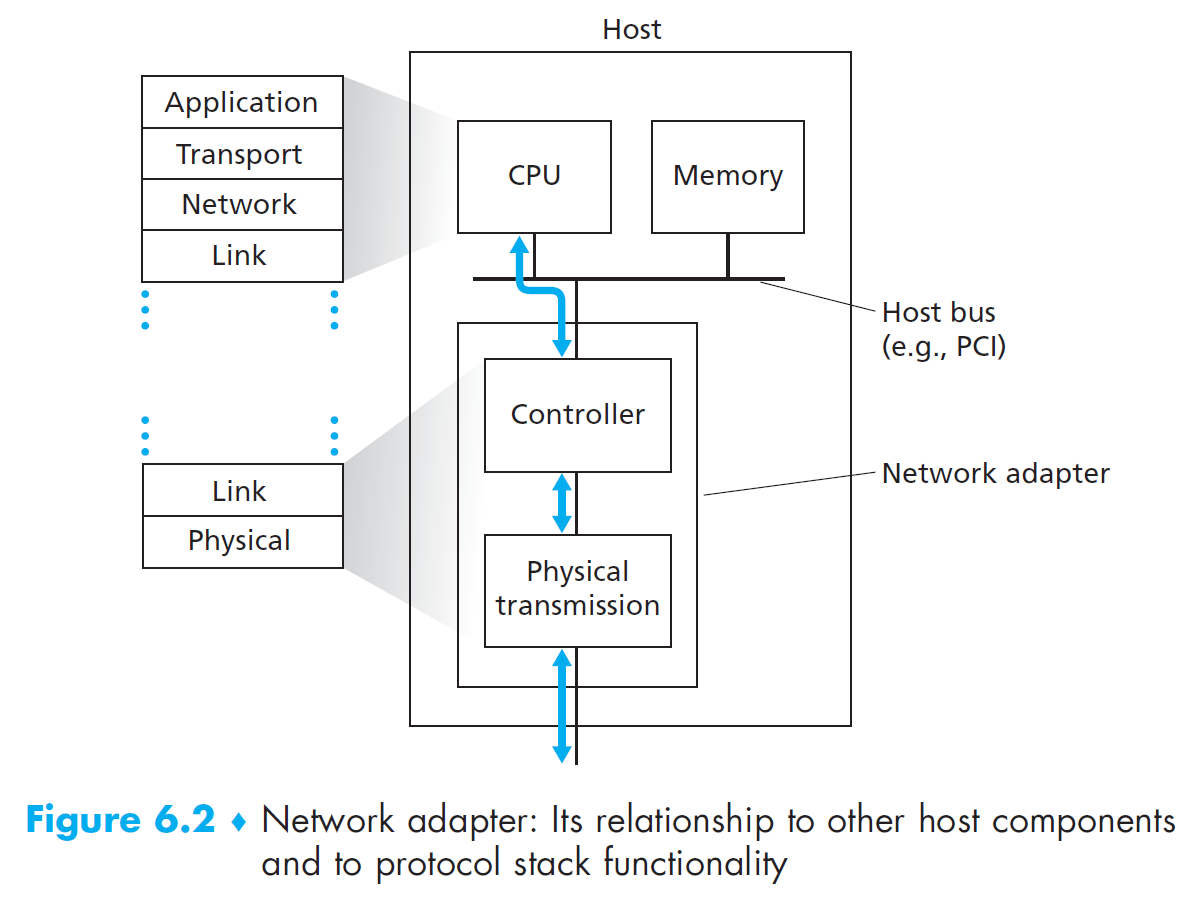 Host
Application
Transport
Network
Link
CPU
Memory
Host bus
(e.g., PCI)
Controller
Network adapter
Link
Physical
Physical
transmission
Figure 6.2 ♦ Network adapter: Its relationship to other host components
and to protocol stack functionality